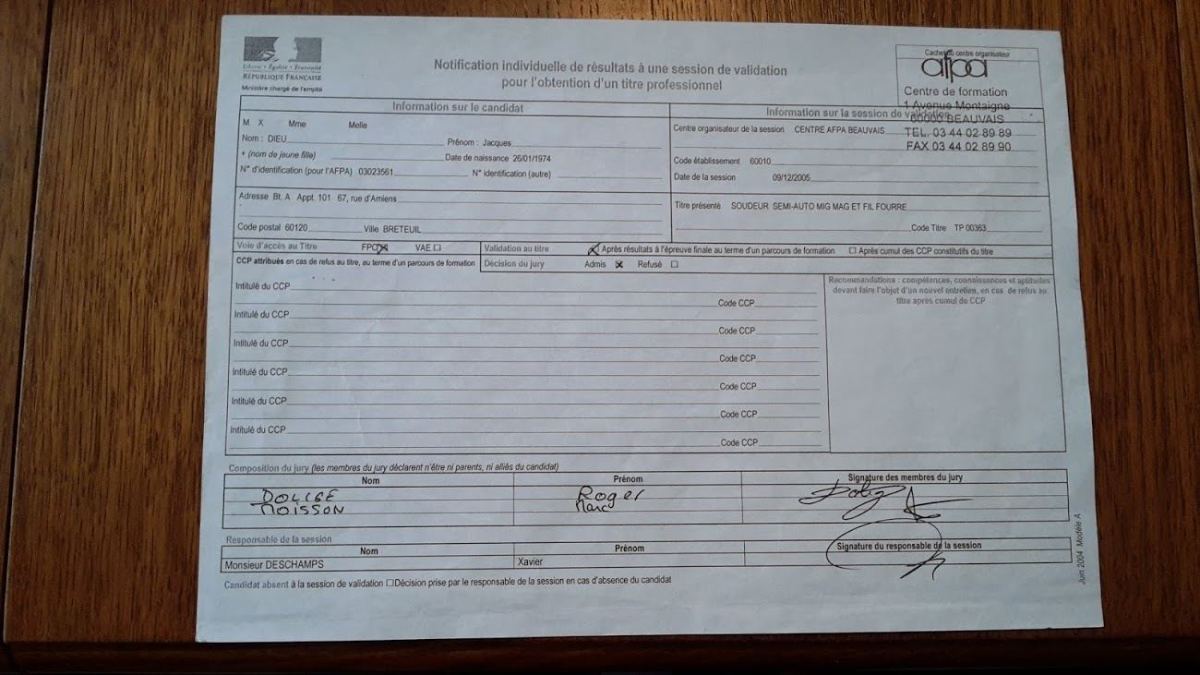 Liberté • Égalité • Fraternité
RÉPUBLIQUE FRANÇAISE
Ministère chargé de l'emploi
Notification individuelle de résultats à une session de validation
pour l'obtention d'un titre professionnel
Cachet du centre organisateur
afpa
Centre de formation
1 Avenue Montaigne
60000 BEAUVAIS
TEL. 03 44 02 89 89
FAX 03 44 02 89 90
Information sur le candidat
M. X Mme Melle
Nom : DIEU Prénom : Jacques
* (nom de jeune fille) Date de naissance 26/01/1974
N° d'identification (pour l'AFPA) 03023561 N° identification (autre)
Adresse Bt. A Appt. 101 67, rue d'Amiens
Code postal 60120 Ville BRETEUIL
Information sur la session de validation
Centre organisateur de la session CENTRE AFPA BEAUVAIS
Code établissement 60010
Date de la session 09/12/2005
Titre présenté SOUDEUR SEMI-AUTO MIG MAG ET FIL FOURRE
Code Titre TP 00363
Voie d'accès au Titre FPC VAE
Validation au titre Après résultats à l'épreuve finale au terme d'un parcours de formation Après cumul des CCP constitutifs du titre
CCP attribués en cas de refus au titre, au terme d'un parcours de formation
Décision du jury Admis Refusé
Intitulé du CCP
Code CCP
Intitulé du CCP
Code CCP
Intitulé du CCP
Code CCP
Intitulé du CCP
Code CCP
Intitulé du CCP
Code CCP
Intitulé du CCP
Code CCP
Recommandations : compétences, connaissances et aptitudes
devant faire l'objet d'un nouvel entretien, en cas de refus au
titre après cumul de CCP
Composition du jury (les membres du jury déclarent n'être ni parents, ni alliés du candidat)
Nom Prénom Signature des membres du jury
DOLIGE Roger
MOISSON Marc
Responsable de la session
Nom Prénom Signature du responsable de la session
Monsieur DESCHAMPS Xavier
Candidat absent à la session de validation Décision prise par le responsable de la session en cas d'absence du candidat
Juin 2004 Modèle A